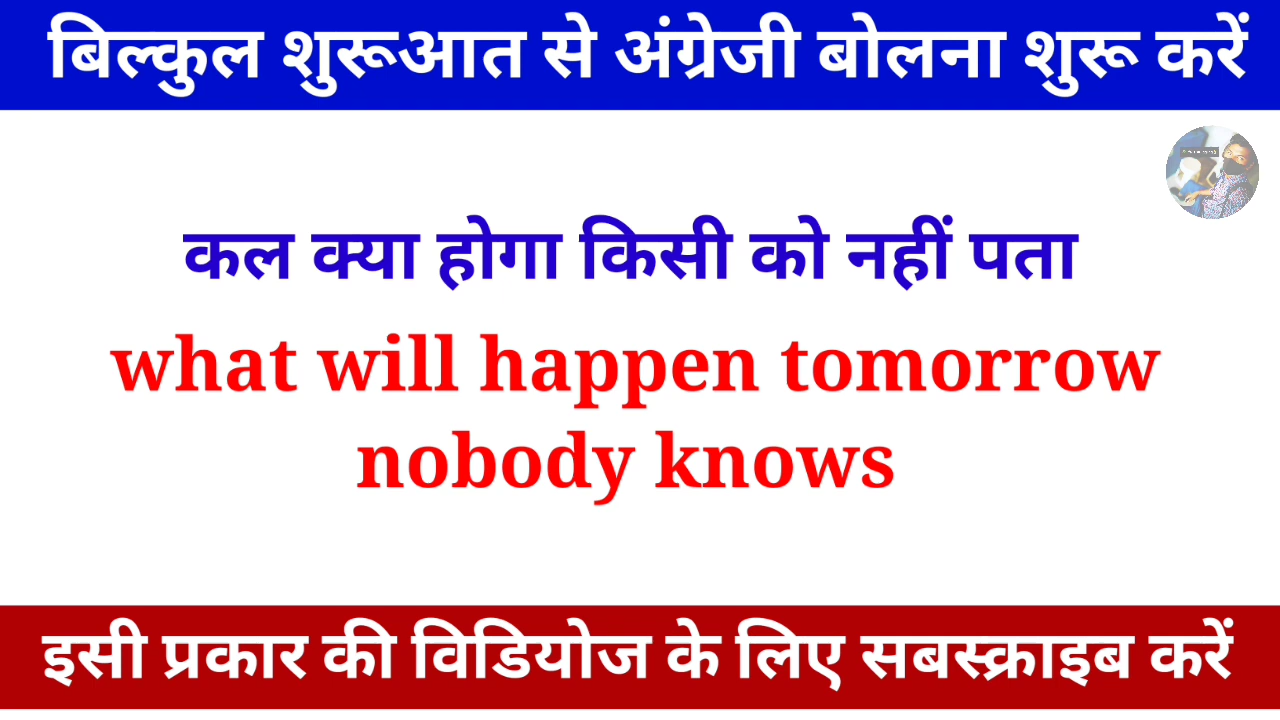 बिल्कुल शुरूआत से अंग्रेजी बोलना शुरू करें
कल क्या होगा किसी को नहीं पता
what will happen tomorrow
nobody knows
इसी प्रकार की विडियोज के लिए सबस्क्राइब करें